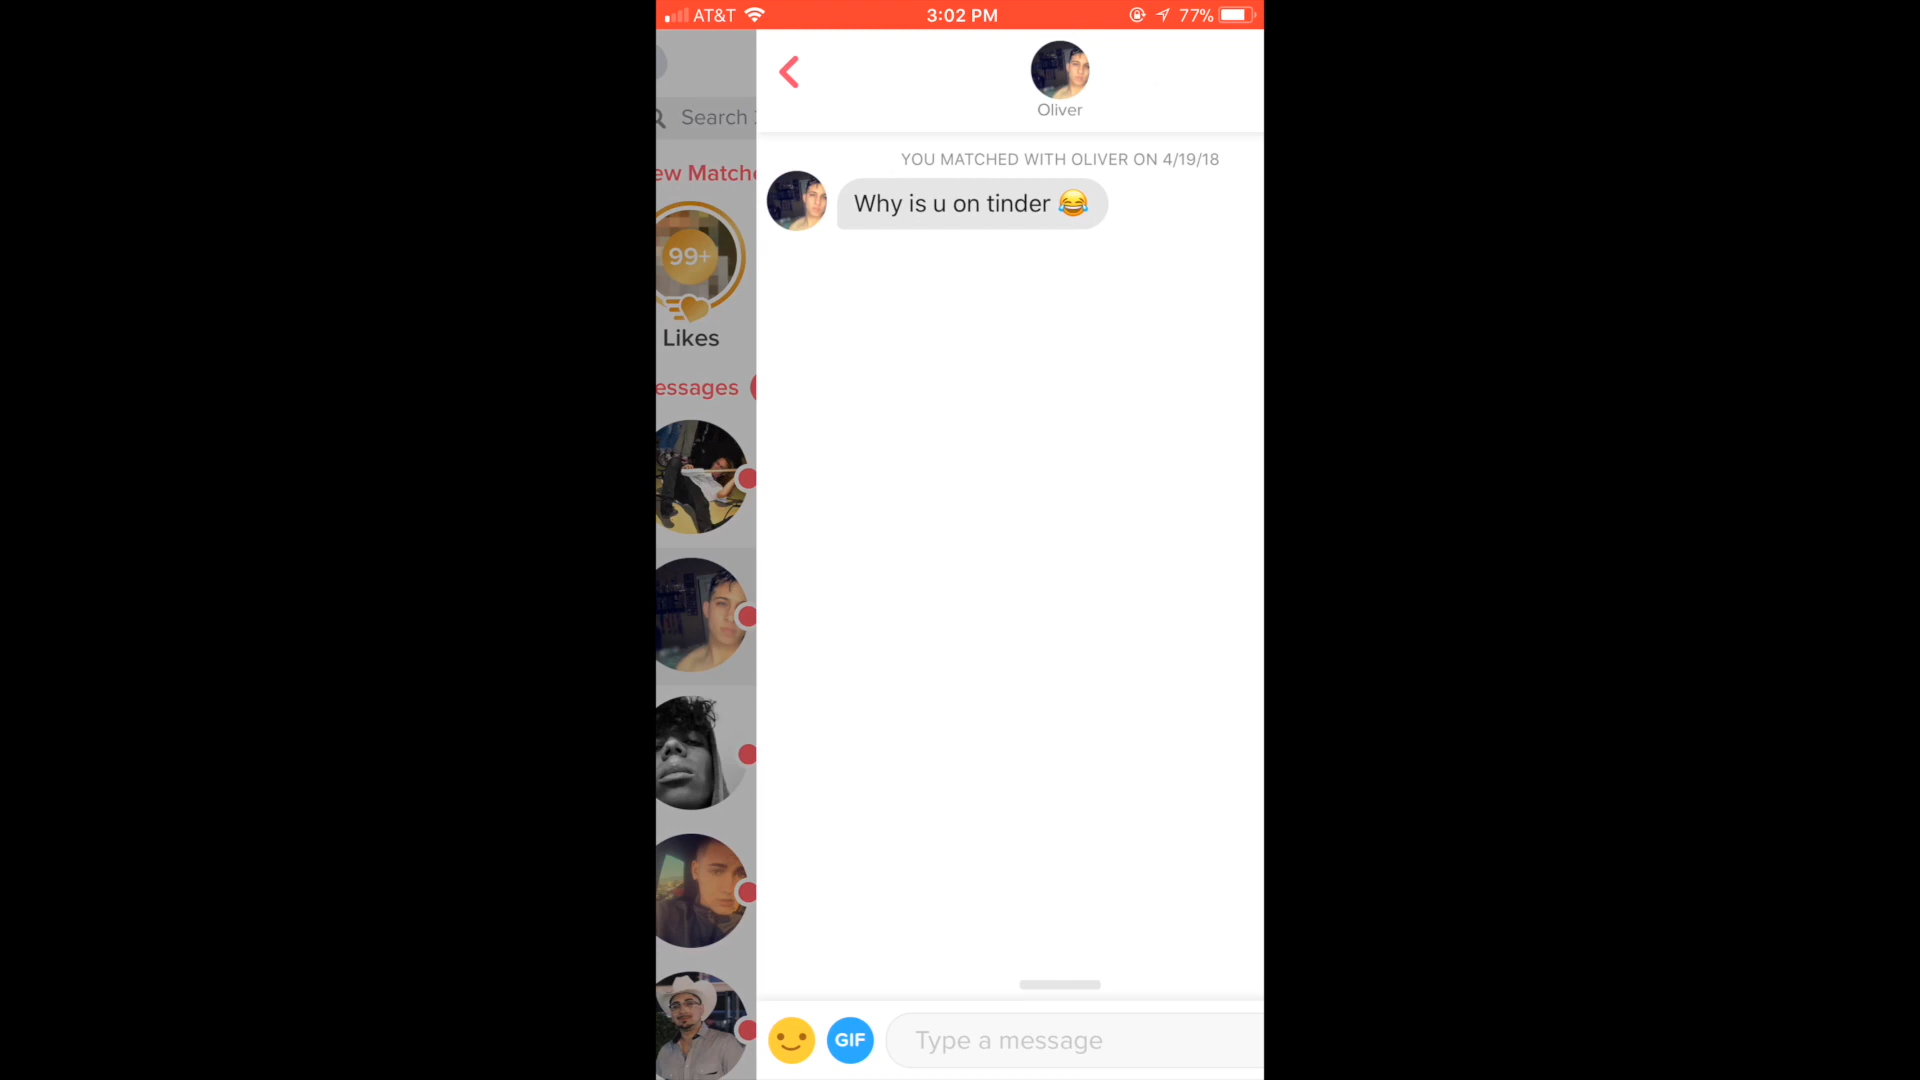 AT&T
3:02 PM
77%
Oliver
Search
ew Matche
YOU MATCHED WITH OLIVER ON 4/19/18
Why is u on tinder 😂
99+
Likes
essages
GIF
Type a message